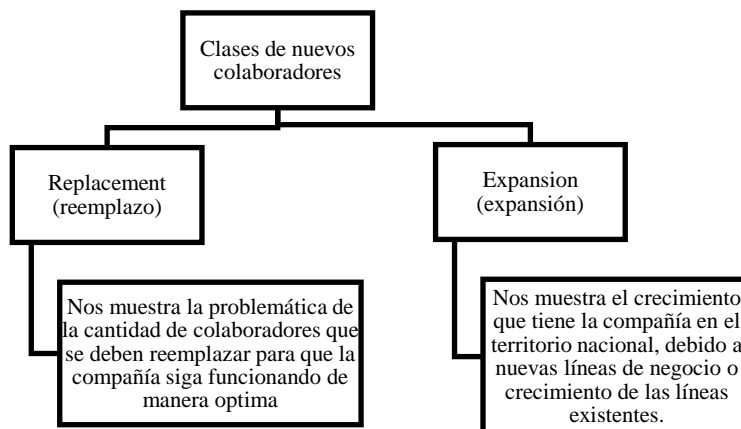 Clases de nuevos
colaboradores
Replacement
(reemplazo)
Nos muestra la problemática de
la cantidad de colaboradores que
se deben reemplazar para que la
compañía siga funcionando de
manera optima
Expansion
(expansión)
Nos muestra el crecimiento
que tiene la compañía en el
territorio nacional, debido a
nuevas líneas de negocio o
crecimiento de las líneas
existentes.